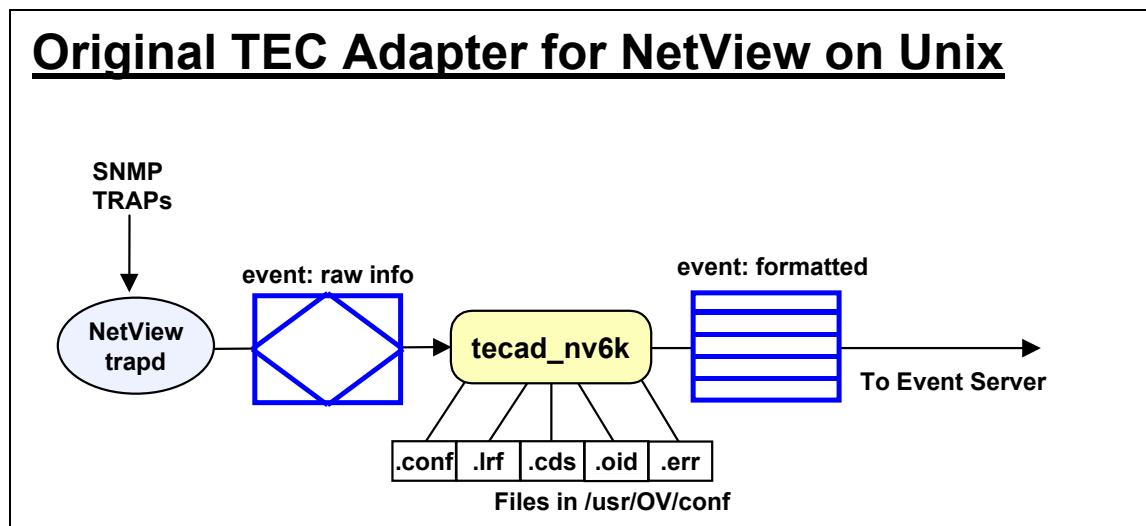 Original TEC Adapter for NetView on Unix
SNMP
TRAPs
event: raw info
event: formatted
NetView
trapd
tecad_nv6k
To Event Server
.conf .lrf .cds .oid .err
Files in /usr/OV/conf